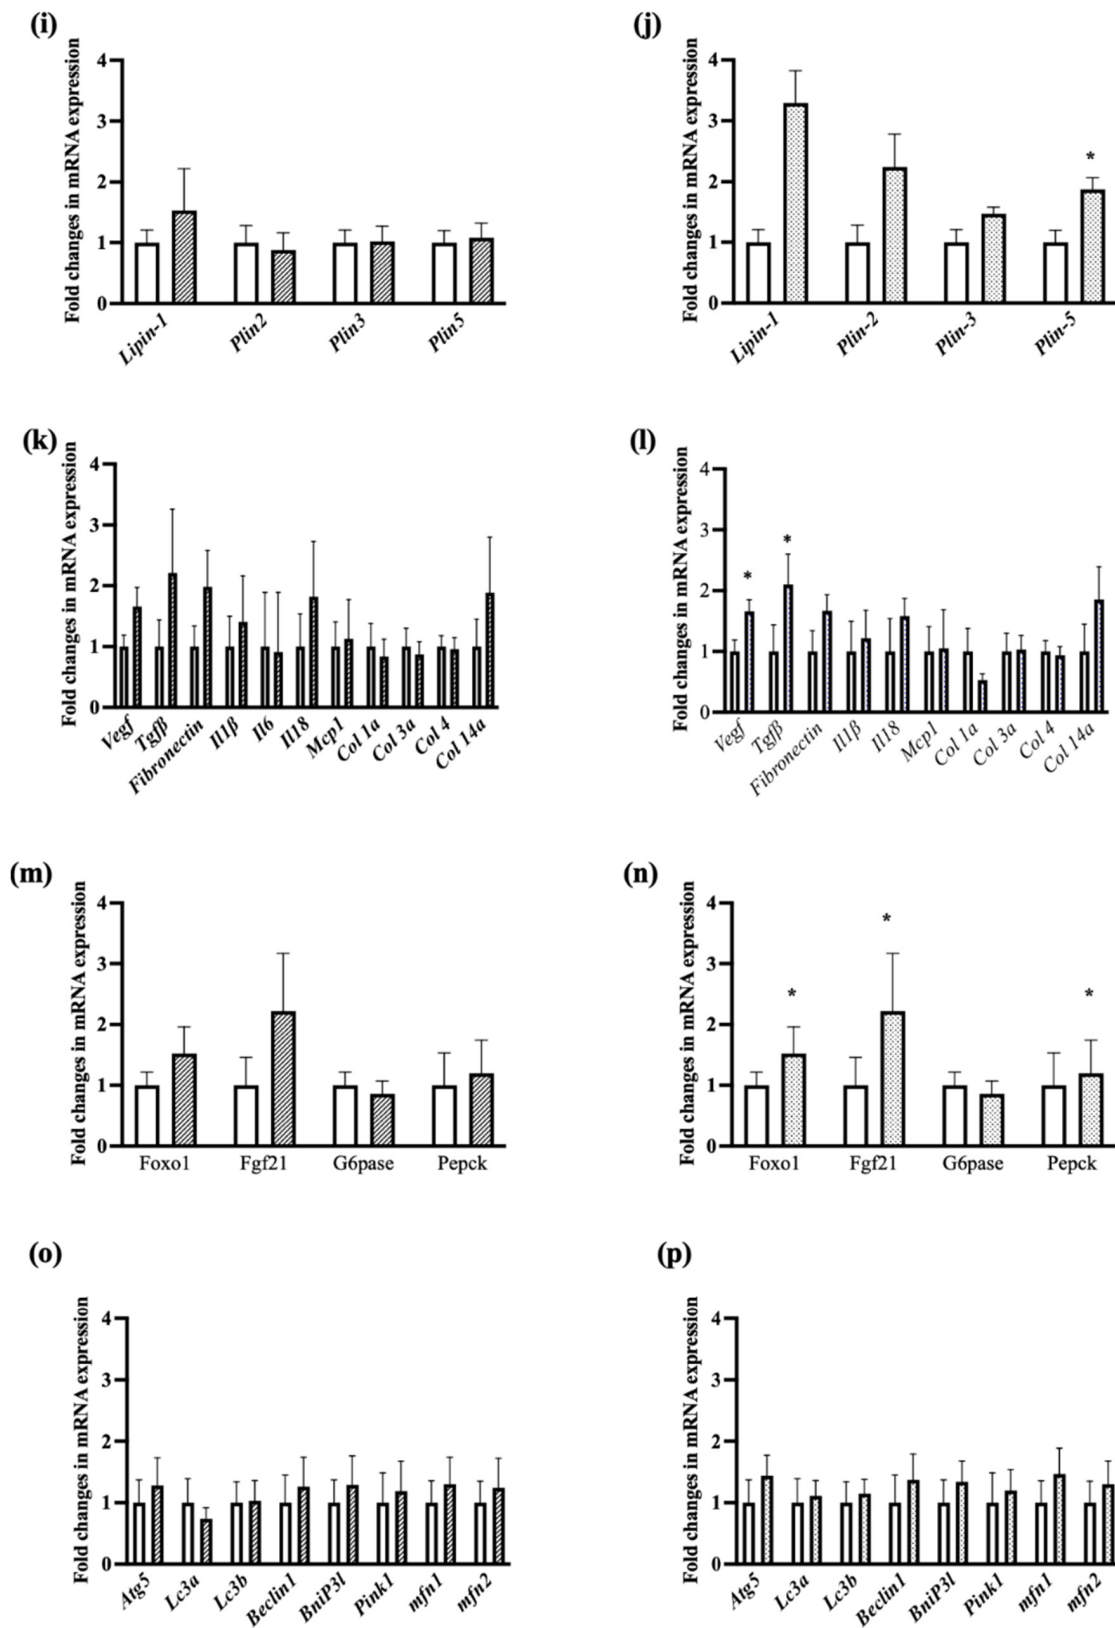 (i)
Fold changes in mRNA expression
4
3
2
1
0
Lipin-1 Plin2 Plin3 Plin5
(j)
Fold changes in mRNA expression
4
3
2
1
0
*
Lipin-1 Plin-2 Plin-3 Plin-5
(k)
Fold changes in mRNA expression
4
3
2
1
0
Vegf Tgfβ Fibronectin Il1β Il6 Il18 Mcp1 Col 1a Col 3a Col 4 Col 14a
(l)
Fold changes in mRNA expression
4
3
2
1
0
* *
Vegf Tgfβ Fibronectin Il1β Il18 Mcp1 Col 1a Col 3a Col 4 Col 14a
(m)
Fold changes in mRNA expression
4
3
2
1
0
Foxo1 Fgf21 G6pase Pepck
(n)
Fold changes in mRNA expression
4
3
2
1
0
* * *
Foxo1 Fgf21 G6pase Pepck
(o)
Fold changes in mRNA expression
4
3
2
1
0
Atg5 Lc3a Lc3b Beclin1 BniP3l Pink1 mfn1 mfn2
(p)
Fold changes in mRNA expression
4
3
2
1
0
Atg5 Lc3a Lc3b Beclin1 BniP3l Pink1 mfn1 mfn2